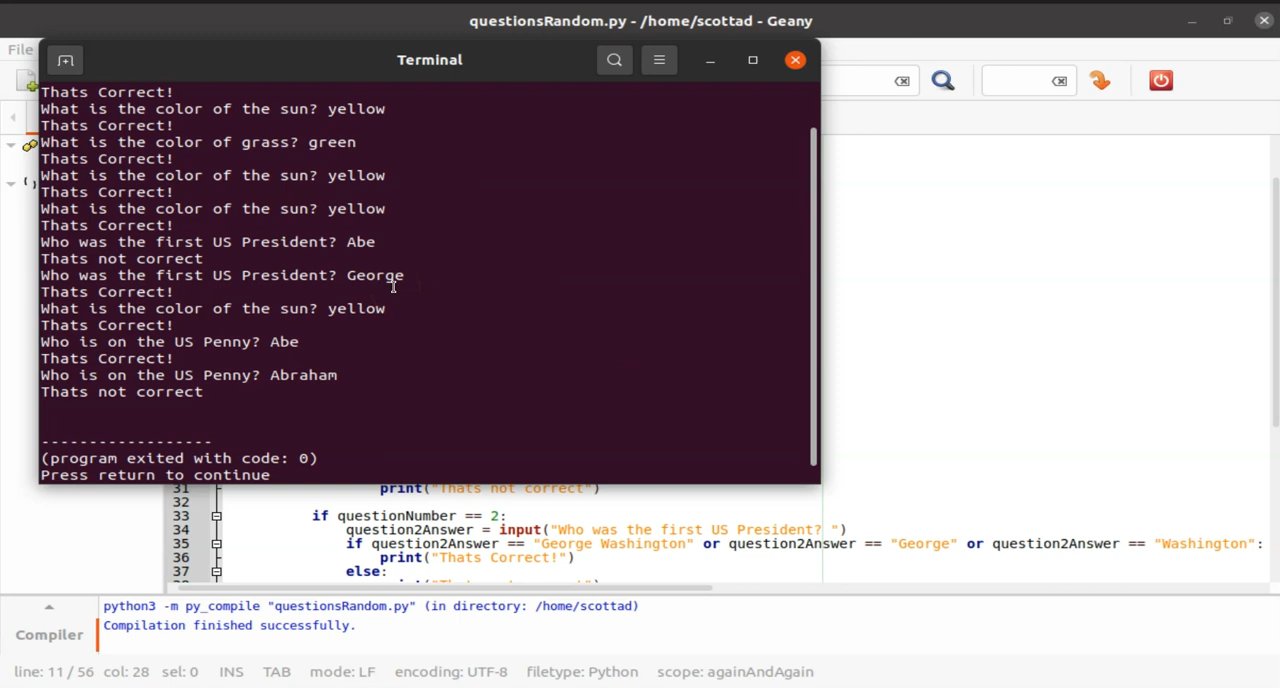 questionsRandom.py - /home/scottad - Geany
File
Terminal
Thats Correct!
What is the color of the sun? yellow
Thats Correct!
What is the color of grass? green
Thats Correct!
What is the color of the sun? yellow
Thats Correct!
What is the color of the sun? yellow
Thats Correct!
Who was the first US President? Abe
Thats not correct
Who was the first US President? George
Thats Correct!
What is the color of the sun? yellow
Thats Correct!
Who is on the US Penny? Abe
Thats Correct!
Who is on the US Penny? Abraham
Thats not correct
------------------
(program exited with code: 0)
Press return to continue
31 print("Thats not correct")
32
33 if questionNumber == 2:
34 question2Answer = input("Who was the first US President? ")
35 if question2Answer == "George Washington" or question2Answer == "George" or question2Answer == "Washington":
36 print("Thats Correct!")
37 else:
python3 -m py_compile "questionsRandom.py" (in directory: /home/scottad)
Compiler
Compilation finished successfully.
line: 11 / 56 col: 28 sel: 0 INS TAB mode: LF encoding: UTF-8 filetype: Python scope: againAndAgain